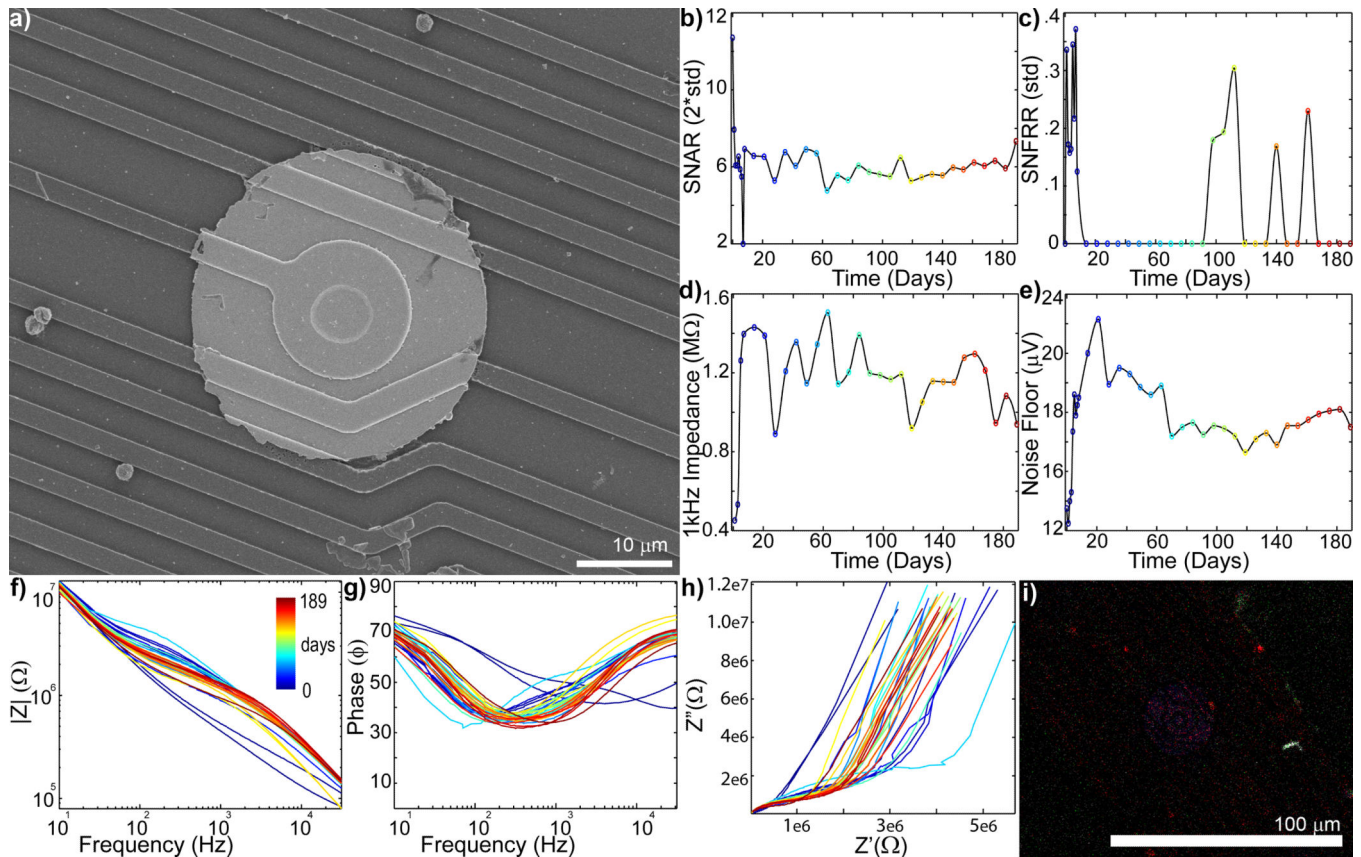 a)
10 μm
b)
12
10
8
6
4
2
SNAR (2*std)
20 60 100 140 180
Time (Days)
c)
.4
.3
.2
.1
0
SNFRR (std)
20 60 100 140 180
Time (Days)
d)
1.6
1.2
0.8
0.4
1kHz Impedance (MΩ)
20 60 100 140 180
Time (Days)
e)
24
20
18
16
12
Noise Floor (μV)
20 60 100 140 180
Time (Days)
f)
10⁷
10⁶
10⁵
|Z| (Ω)
189
days
0
10¹ 10² 10³ 10⁴
Frequency (Hz)
g)
90
70
50
30
10
Phase (ϕ)
10¹ 10² 10³ 10⁴
Frequency (Hz)
h)
1.2e7
1e7
8e6
6e6
4e6
2e6
Z"(Ω)
1e6 3e6 5e6
Z'(Ω)
i)
100 μm